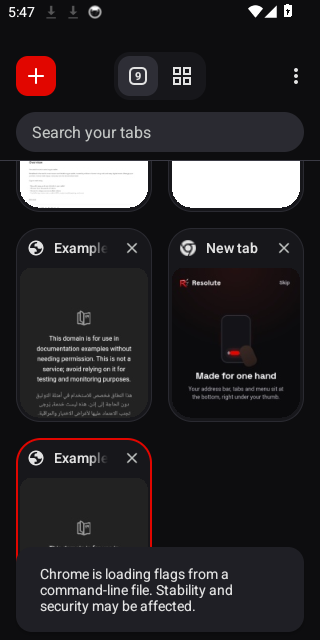 5:47
9
Search your tabs
Overview
Example
New tab
Resolute
Skip
This domain is for use in
documentation examples without
needing permission. This is not a
service; avoid relying on it for
testing and monitoring purposes.
Made for one hand
Your address bar, tabs and menu sit at
the bottom, right under your thumb.
Example
Chrome is loading flags from a
command-line file. Stability and
security may be affected.